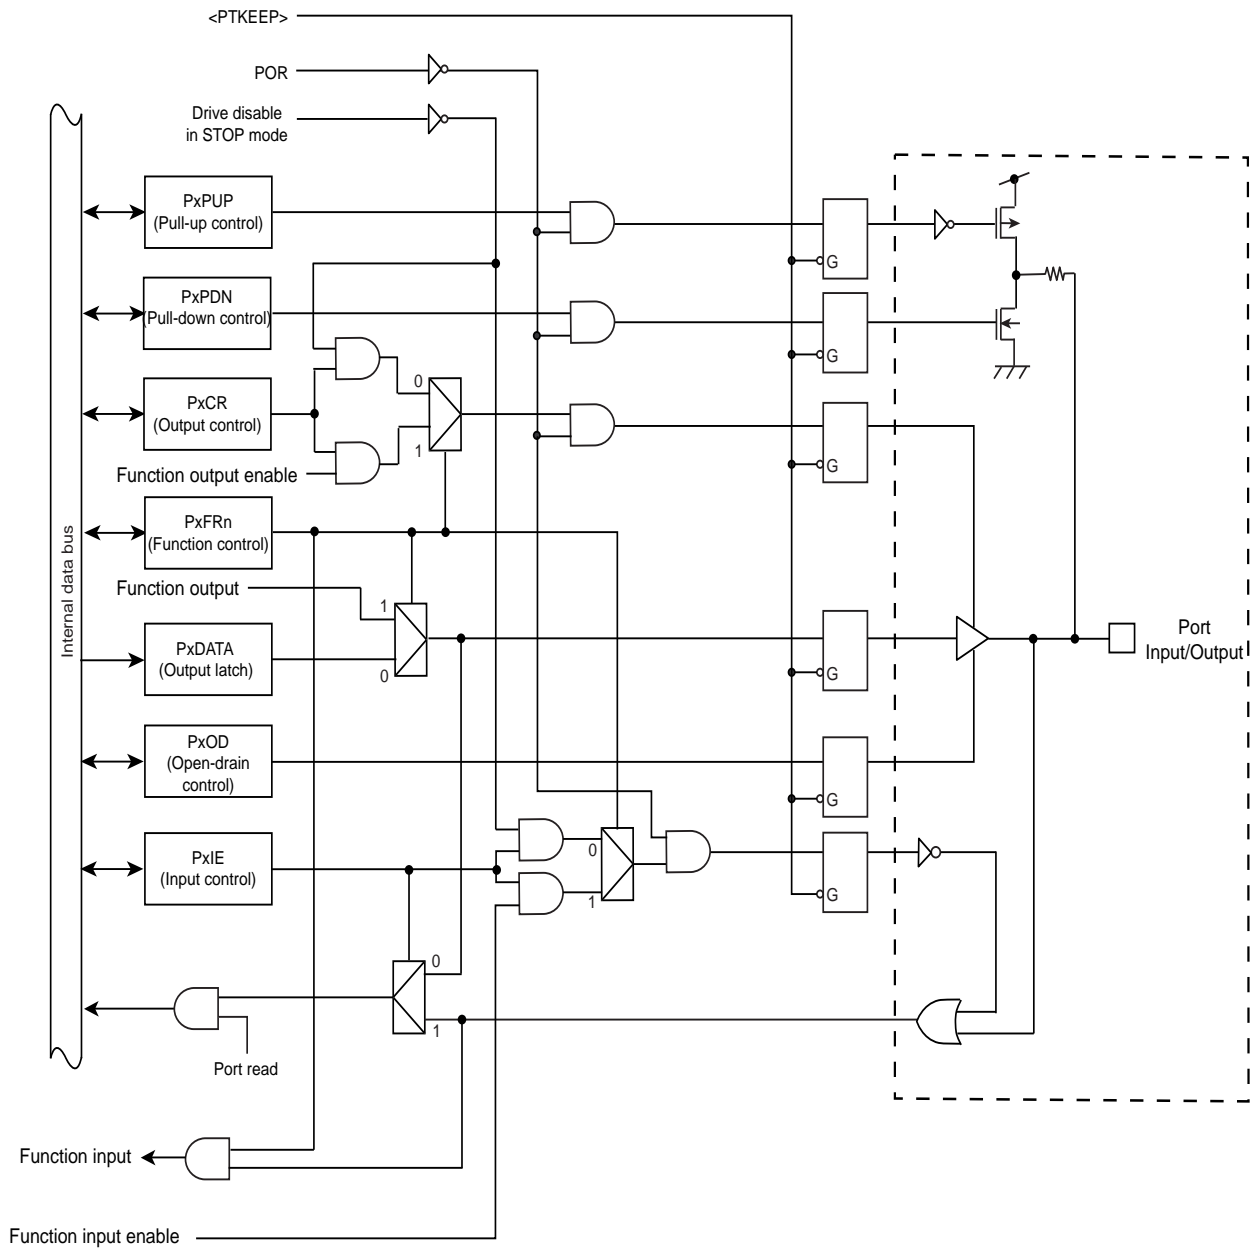 <PTKEEP>
POR
Drive disable
in STOP mode
PxPUP
(Pull-up control)
G
PxPDN
(Pull-down control)
G
PxCR
(Output control)
0
1
G
Function output enable
Internal data bus
PxFRn
(Function control)
Function output
1
0
PxDATA
(Output latch)
G
Port
Input/Output
PxOD
(Open-drain
control)
G
PxIE
(Input control)
0
1
G
0
1
Port read
Function input
Function input enable